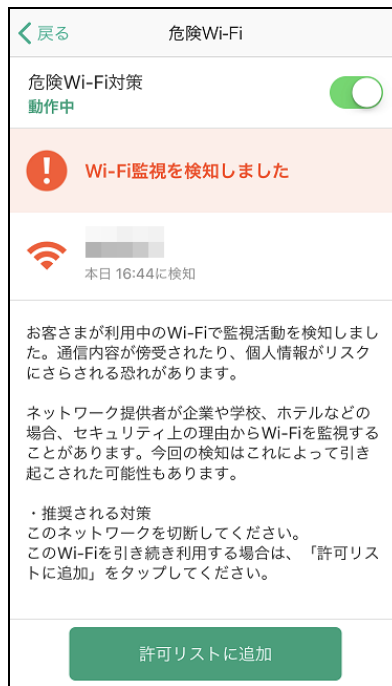 戻る
危険Wi-Fi
危険Wi-Fi対策
動作中
Wi-Fi監視を検知しました
本日 16:44に検知
お客さまが利用中のWi-Fiで監視活動を検知しまし
た。通信内容が傍受されたり、個人情報がリスク
にさらされる恐れがあります。
ネットワーク提供者が企業や学校、ホテルなどの
場合、セキュリティ上の理由からWi-Fiを監視する
ことがあります。今回の検知はこれによって引き
起こされた可能性もあります。
・推奨される対策
このネットワークを切断してください。
このWi-Fiを引き続き利用する場合は、「許可リス
トに追加」をタップしてください。
許可リストに追加